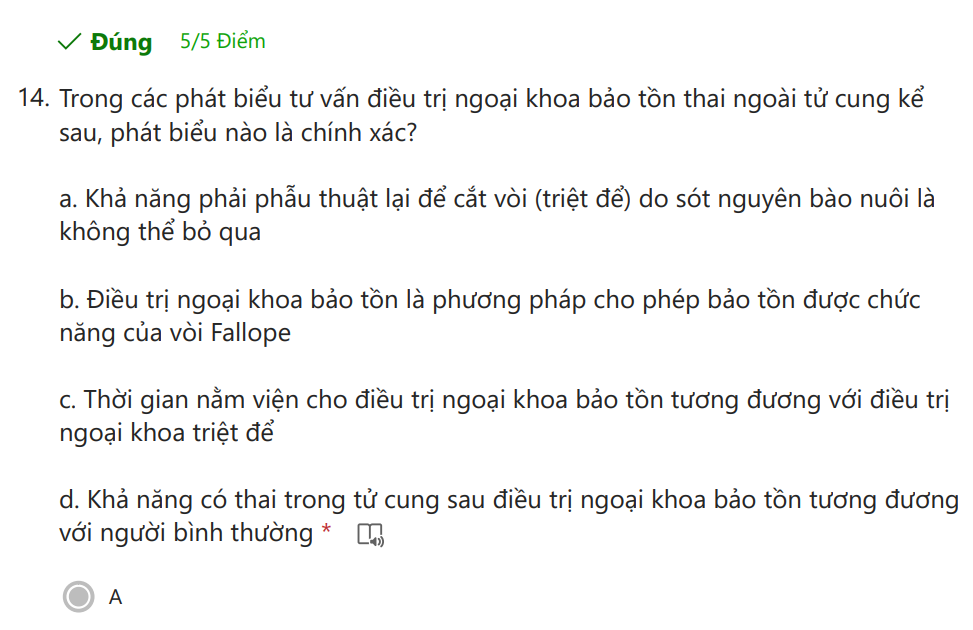 Đúng 5/5 Điểm
14. Trong các phát biểu tư vấn điều trị ngoại khoa bảo tồn thai ngoài tử cung kể
sau, phát biểu nào là chính xác?
a. Khả năng phải phẫu thuật lại để cắt vòi (triệt để) do sót nguyên bào nuôi là
không thể bỏ qua
b. Điều trị ngoại khoa bảo tồn là phương pháp cho phép bảo tồn được chức
năng của vòi Fallope
c. Thời gian nằm viện cho điều trị ngoại khoa bảo tồn tương đương với điều trị
ngoại khoa triệt để
d. Khả năng có thai trong tử cung sau điều trị ngoại khoa bảo tồn tương đương
với người bình thường *
A